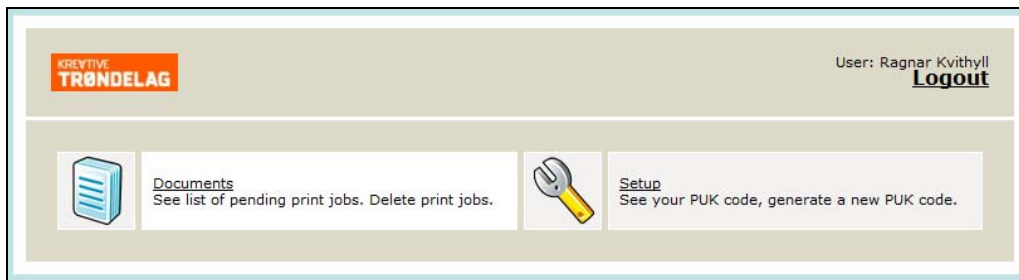 KREATIVE
TRØNDELAG
User: Ragnar Kvithyll
Logout
Documents
See list of pending print jobs. Delete print jobs.
Setup
See your PUK code, generate a new PUK code.